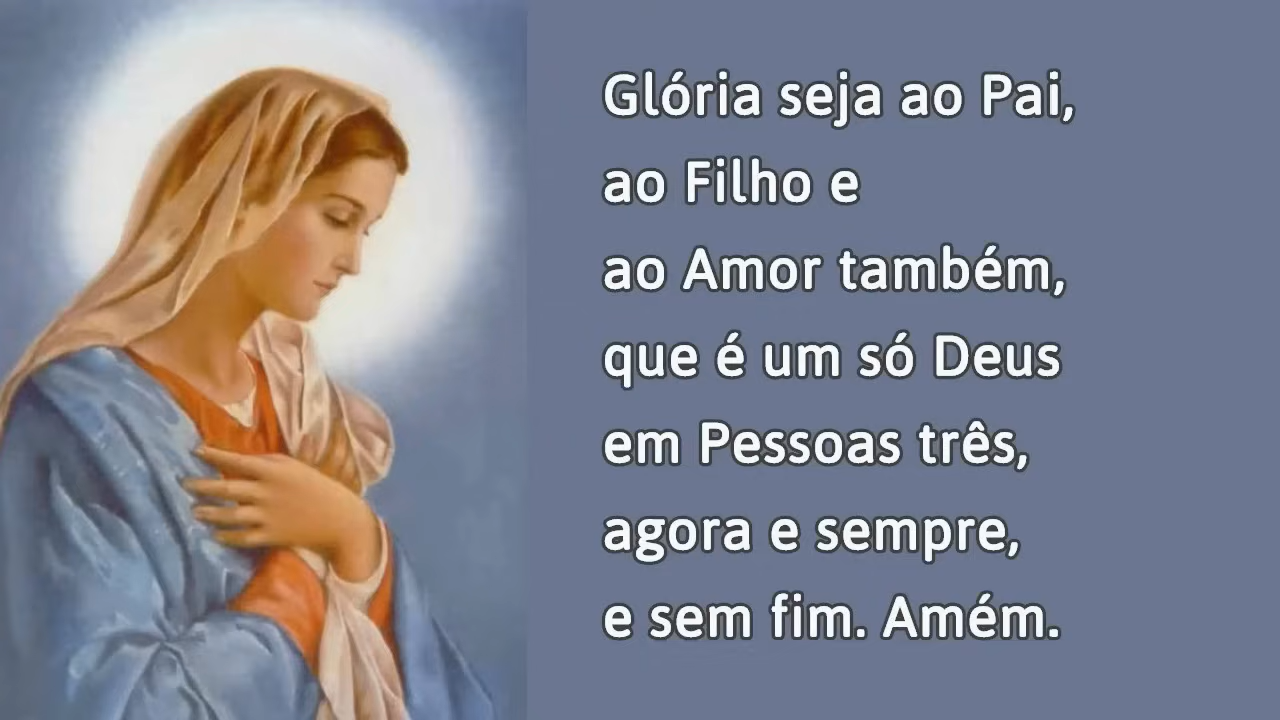 Glória seja ao Pai,
ao Filho e
ao Amor também,
que é um só Deus
em Pessoas três,
agora e sempre,
e sem fim. Amém.